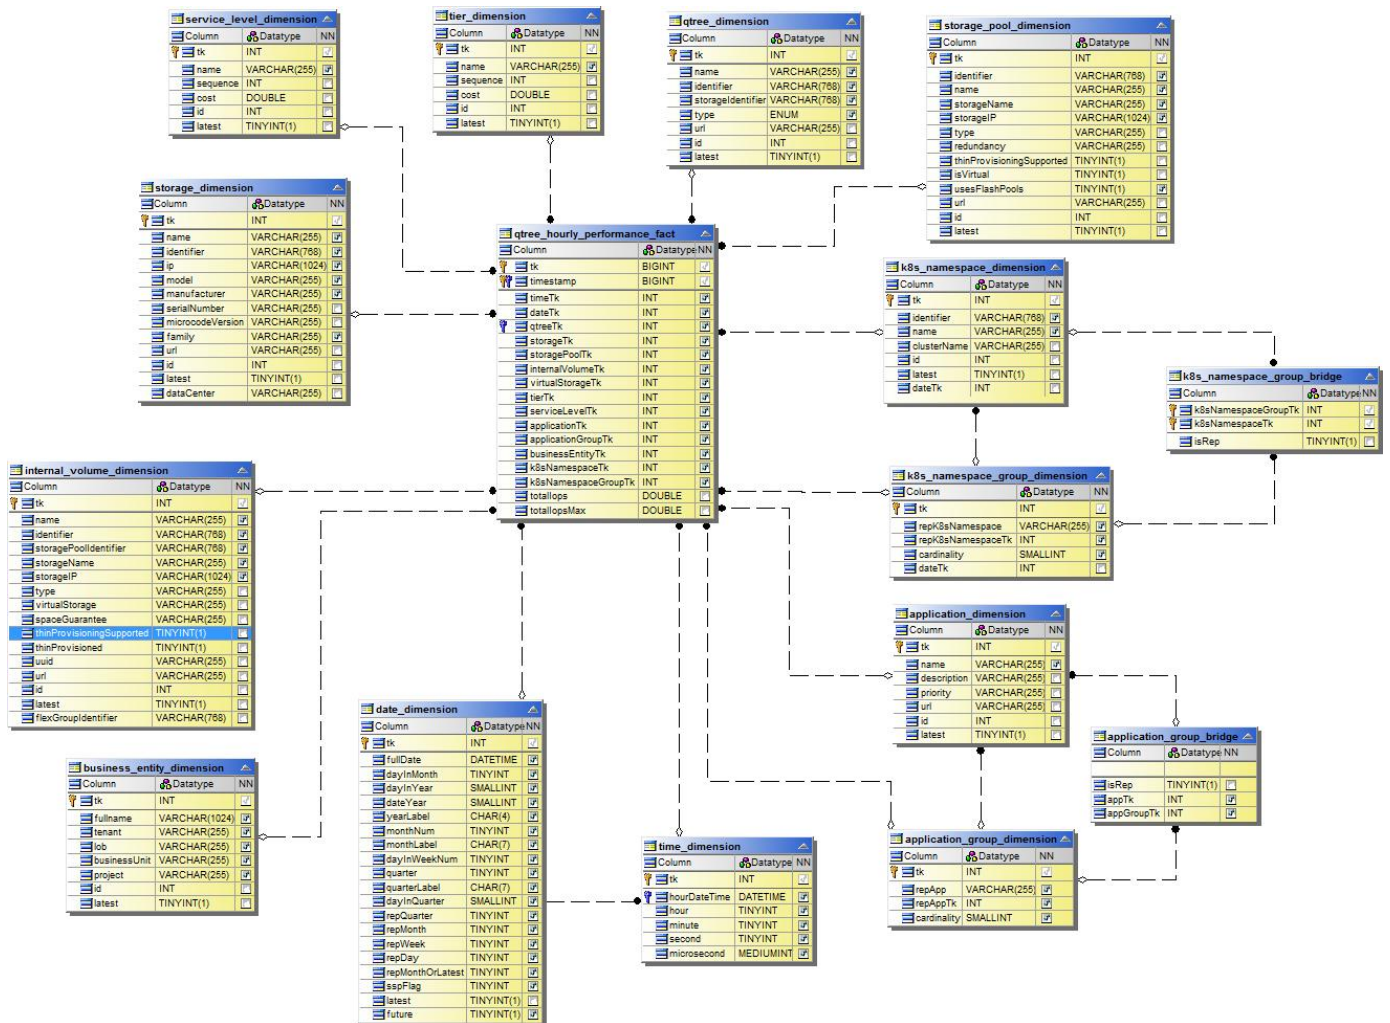 service_level_dimension
Column Datatype NN
tk INT
name VARCHAR(255)
sequence INT
cost DOUBLE
id INT
latest TINYINT(1)
tier_dimension
Column Datatype NN
tk INT
name VARCHAR(255)
sequence INT
cost DOUBLE
id INT
latest TINYINT(1)
qtree_dimension
Column Datatype NN
tk INT
name VARCHAR(255)
identifier VARCHAR(768)
storageIdentifier VARCHAR(768)
type ENUM
url VARCHAR(255)
id INT
latest TINYINT(1)
storage_pool_dimension
Column Datatype NN
tk INT
identifier VARCHAR(768)
name VARCHAR(255)
storageName VARCHAR(255)
storageIP VARCHAR(1024)
type VARCHAR(255)
redundancy VARCHAR(255)
thinProvisioningSupported TINYINT(1)
isVirtual TINYINT(1)
usesFlashPools TINYINT(1)
url VARCHAR(255)
id INT
latest TINYINT(1)
storage_dimension
Column Datatype NN
tk INT
name VARCHAR(255)
identifier VARCHAR(768)
ip VARCHAR(1024)
model VARCHAR(255)
manufacturer VARCHAR(255)
serialNumber VARCHAR(255)
microcodeVersion VARCHAR(255)
family VARCHAR(255)
url VARCHAR(255)
id INT
latest TINYINT(1)
dataCenter VARCHAR(255)
qtree_hourly_performance_fact
Column Datatype NN
tk BIGINT
timestamp BIGINT
timeTk INT
dateTk INT
qtreeTk INT
storageTk INT
storagePoolTk INT
internalVolumeTk INT
virtualStorageTk INT
tierTk INT
serviceLevelTk INT
applicationTk INT
applicationGroupTk INT
businessEntityTk INT
k8sNamespaceTk INT
k8sNamespaceGroupTk INT
totalIops DOUBLE
totalIopsMax DOUBLE
k8s_namespace_dimension
Column Datatype NN
tk INT
identifier VARCHAR(768)
name VARCHAR(255)
clusterName VARCHAR(255)
id INT
latest TINYINT(1)
dateTk INT
k8s_namespace_group_bridge
Column Datatype NN
k8sNamespaceGroupTk INT
k8sNamespaceTk INT
isRep TINYINT(1)
internal_volume_dimension
Column Datatype NN
tk INT
name VARCHAR(255)
identifier VARCHAR(768)
storagePoolIdentifier VARCHAR(768)
storageName VARCHAR(255)
storageIP VARCHAR(1024)
type VARCHAR(255)
virtualStorage VARCHAR(255)
spaceGuarantee VARCHAR(255)
thinProvisioningSupported TINYINT(1)
thinProvisioned TINYINT(1)
uuid VARCHAR(255)
url VARCHAR(255)
id INT
latest TINYINT(1)
flexGroupIdentifier VARCHAR(768)
k8s_namespace_group_dimension
Column Datatype NN
tk INT
repK8sNamespace VARCHAR(255)
repK8sNamespaceTk INT
cardinality SMALLINT
dateTk INT
application_dimension
Column Datatype NN
tk INT
name VARCHAR(255)
description VARCHAR(255)
priority VARCHAR(255)
url VARCHAR(255)
id INT
latest TINYINT(1)
application_group_bridge
Column Datatype NN
isRep TINYINT(1)
appTk INT
appGroupTk INT
business_entity_dimension
Column Datatype NN
tk INT
fullname VARCHAR(1024)
tenant VARCHAR(255)
lob VARCHAR(255)
businessUnit VARCHAR(255)
project VARCHAR(255)
id INT
latest TINYINT(1)
date_dimension
Column Datatype NN
tk INT
fullDate DATETIME
dayInMonth TINYINT
dayInYear SMALLINT
dateYear SMALLINT
yearLabel CHAR(4)
monthNum TINYINT
monthLabel CHAR(7)
dayInWeekNum TINYINT
quarter TINYINT
quarterLabel CHAR(7)
dayInQuarter SMALLINT
repQuarter TINYINT
repMonth TINYINT
repWeek TINYINT
repDay TINYINT
repMonthOrLatest TINYINT
sspFlag TINYINT
latest TINYINT(1)
future TINYINT(1)
time_dimension
Column Datatype NN
tk INT
hourDateTime DATETIME
hour TINYINT
minute TINYINT
second TINYINT
microsecond MEDIUMINT
application_group_dimension
Column Datatype NN
tk INT
repApp VARCHAR(255)
repAppTk INT
cardinality SMALLINT